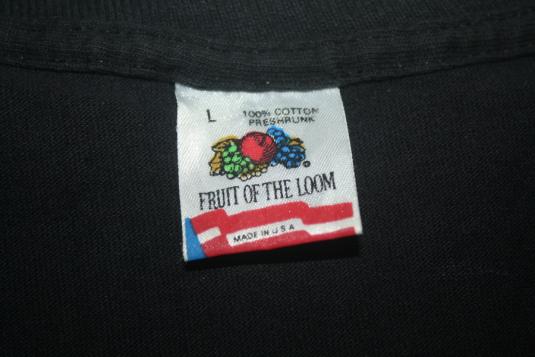 L 100% COTTON
PRESHRUNK
FRUIT OF THE LOOM
MADE IN U S A